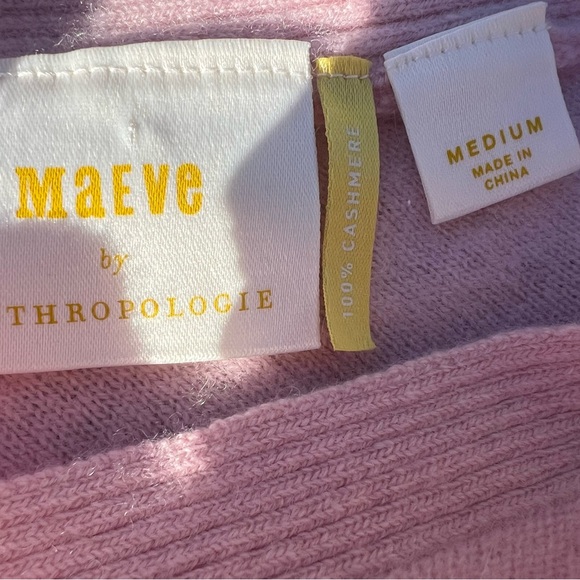 MaEVe
by
THROPOLOGIE
100% CASHMERE
MEDIUM
MADE IN
CHINA